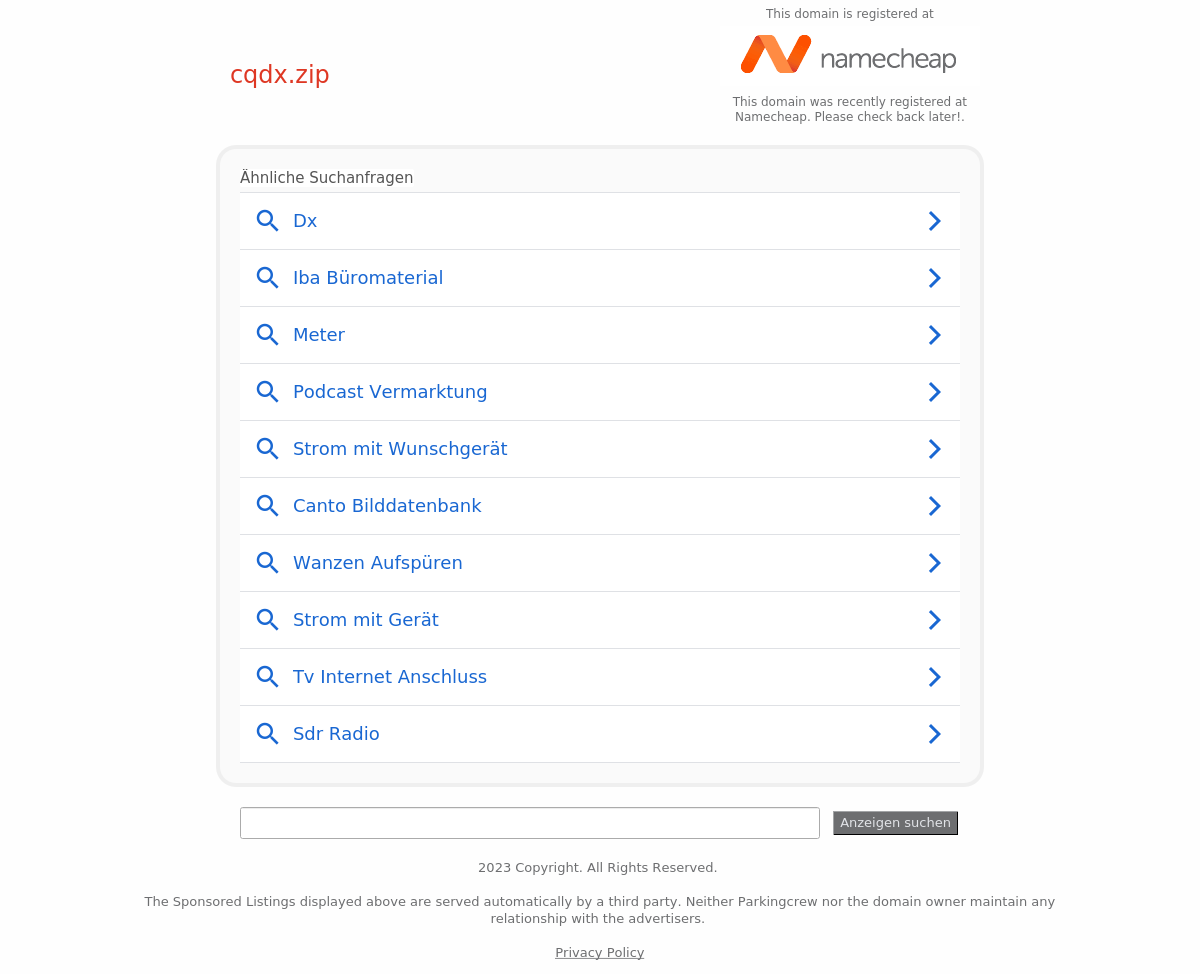 This domain is registered at
namecheap
cqdx.zip
This domain was recently registered at
Namecheap. Please check back later!.
Ähnliche Suchanfragen
Dx
Iba Büromaterial
Meter
Podcast Vermarktung
Strom mit Wunschgerät
Canto Bilddatenbank
Wanzen Aufspüren
Strom mit Gerät
Tv Internet Anschluss
Sdr Radio
Anzeigen suchen
2023 Copyright. All Rights Reserved.
The Sponsored Listings displayed above are served automatically by a third party. Neither Parkingcrew nor the domain owner maintain any
relationship with the advertisers.
Privacy Policy